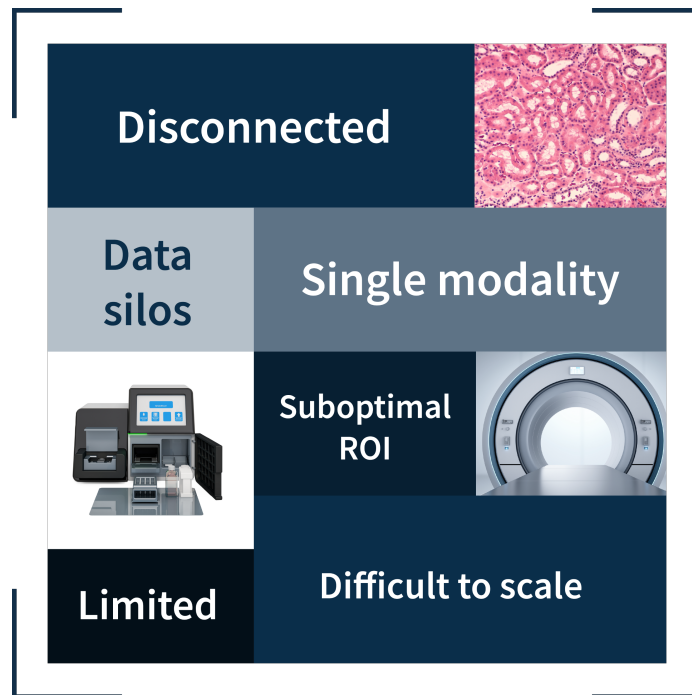 Disconnected
Data
silos
Single modality
Suboptimal
ROI
Limited
Difficult to scale